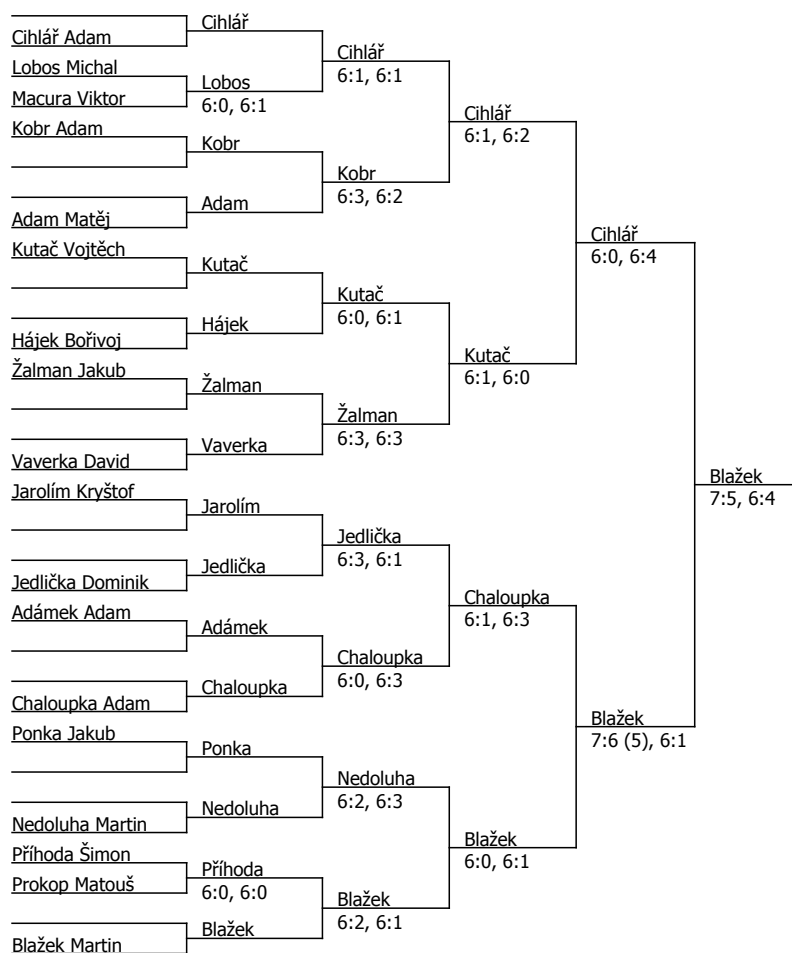 Cihlář Adam
Lobos Michal
Macura Viktor
Kobr Adam
Adam Matěj
Kutač Vojtěch
Hájek Bořivoj
Žalman Jakub
Vaverka David
Jarolím Kryštof
Jedlička Dominik
Adámek Adam
Chaloupka Adam
Ponka Jakub
Nedoluha Martin
Příhoda Šimon
Prokop Matouš
Blažek Martin
Cihlář
Lobos
6:0, 6:1
Kobr
Adam
Kutač
Hájek
Žalman
Vaverka
Jarolím
Jedlička
Adámek
Chaloupka
Ponka
Nedoluha
Příhoda
6:0, 6:0
Blažek
Cihlář
6:1, 6:1
Kobr
6:3, 6:2
Kutač
6:0, 6:1
Žalman
6:3, 6:3
Jedlička
6:3, 6:1
Chaloupka
6:0, 6:3
Nedoluha
6:2, 6:3
Blažek
6:2, 6:1
Cihlář
6:1, 6:2
Kutač
6:1, 6:0
Chaloupka
6:1, 6:3
Blažek
6:0, 6:1
Cihlář
6:0, 6:4
Blažek
7:6 (5), 6:1
Blažek
7:5, 6:4